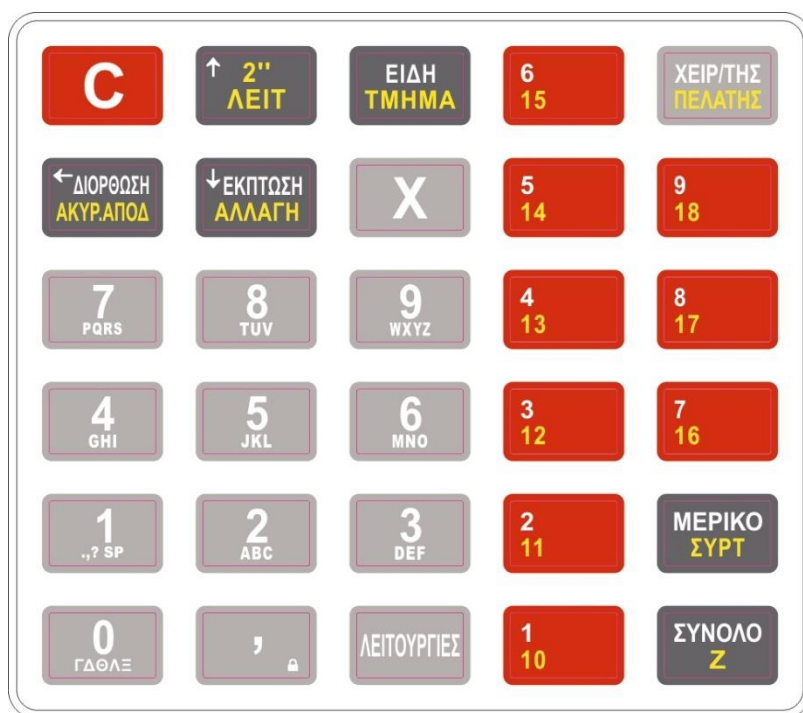 C
↑ 2''
ΛΕΙΤ
ΕΙΔΗ
ΤΜΗΜΑ
6
15
ΧΕΙΡ/ΤΗΣ
ΠΕΛΑΤΗΣ
←ΔΙΟΡΘΩΣΗ
ΑΚΥΡ.ΑΠΟΔ
↓ΕΚΠΤΩΣΗ
ΑΛΛΑΓΗ
X
5
14
9
18
7
PQRS
8
TUV
9
WXYZ
4
13
8
17
4
GHI
5
JKL
6
MNO
3
12
7
16
1
.,? SP
2
ABC
3
DEF
2
11
ΜΕΡΙΚΟ
ΣΥΡΤ
0
ΓΔΘΛΞ
,
ΛΕΙΤΟΥΡΓΙΕΣ
1
10
ΣΥΝΟΛΟ
Z